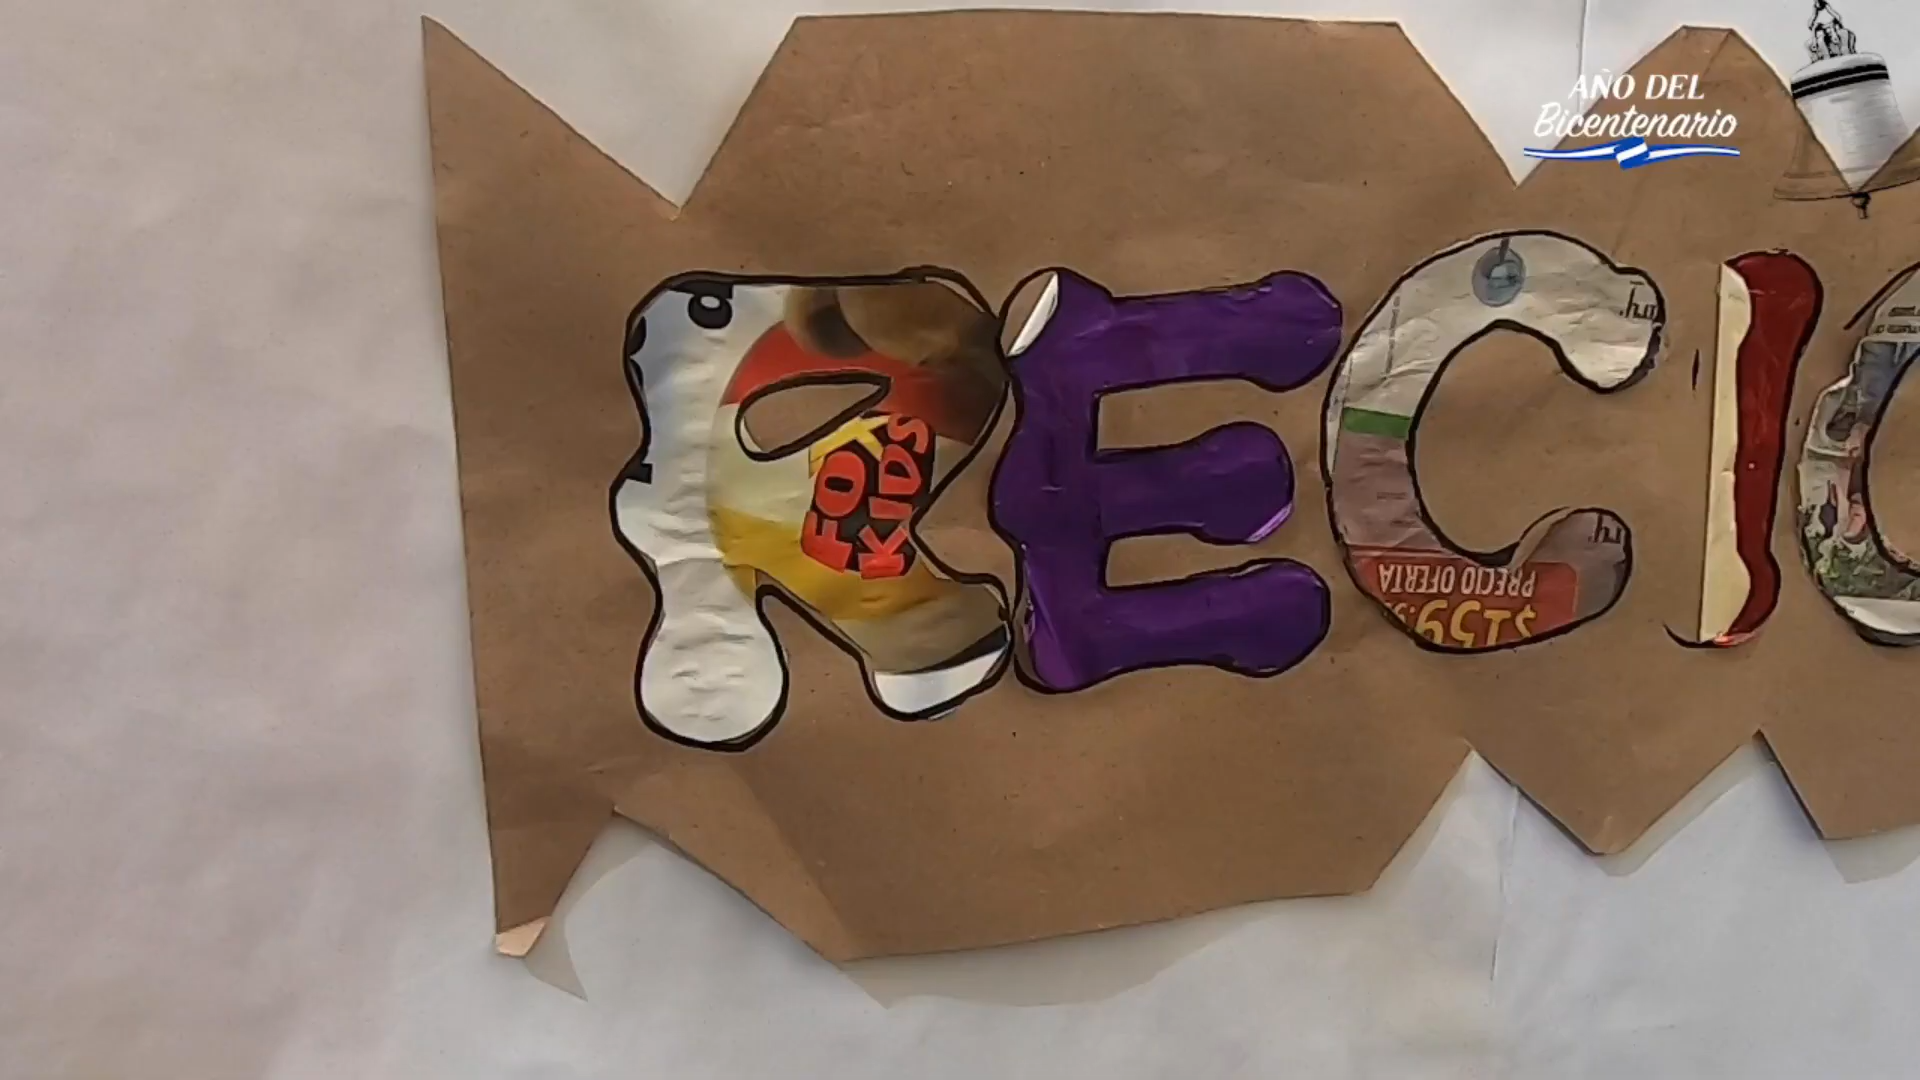 AÑO DEL
Bicentenario
RECIC
FOX
KIDS
PRECIO OFERTA